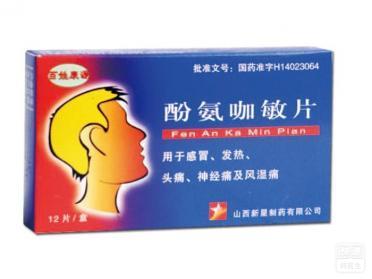 百姓康诺
批准文号：国药准字H14023064
酚氨咖敏片
Fen An Ka Min Pian
用于感冒、发热、
头痛、神经痛及风湿痛
12片/盒
山西新星制药有限公司